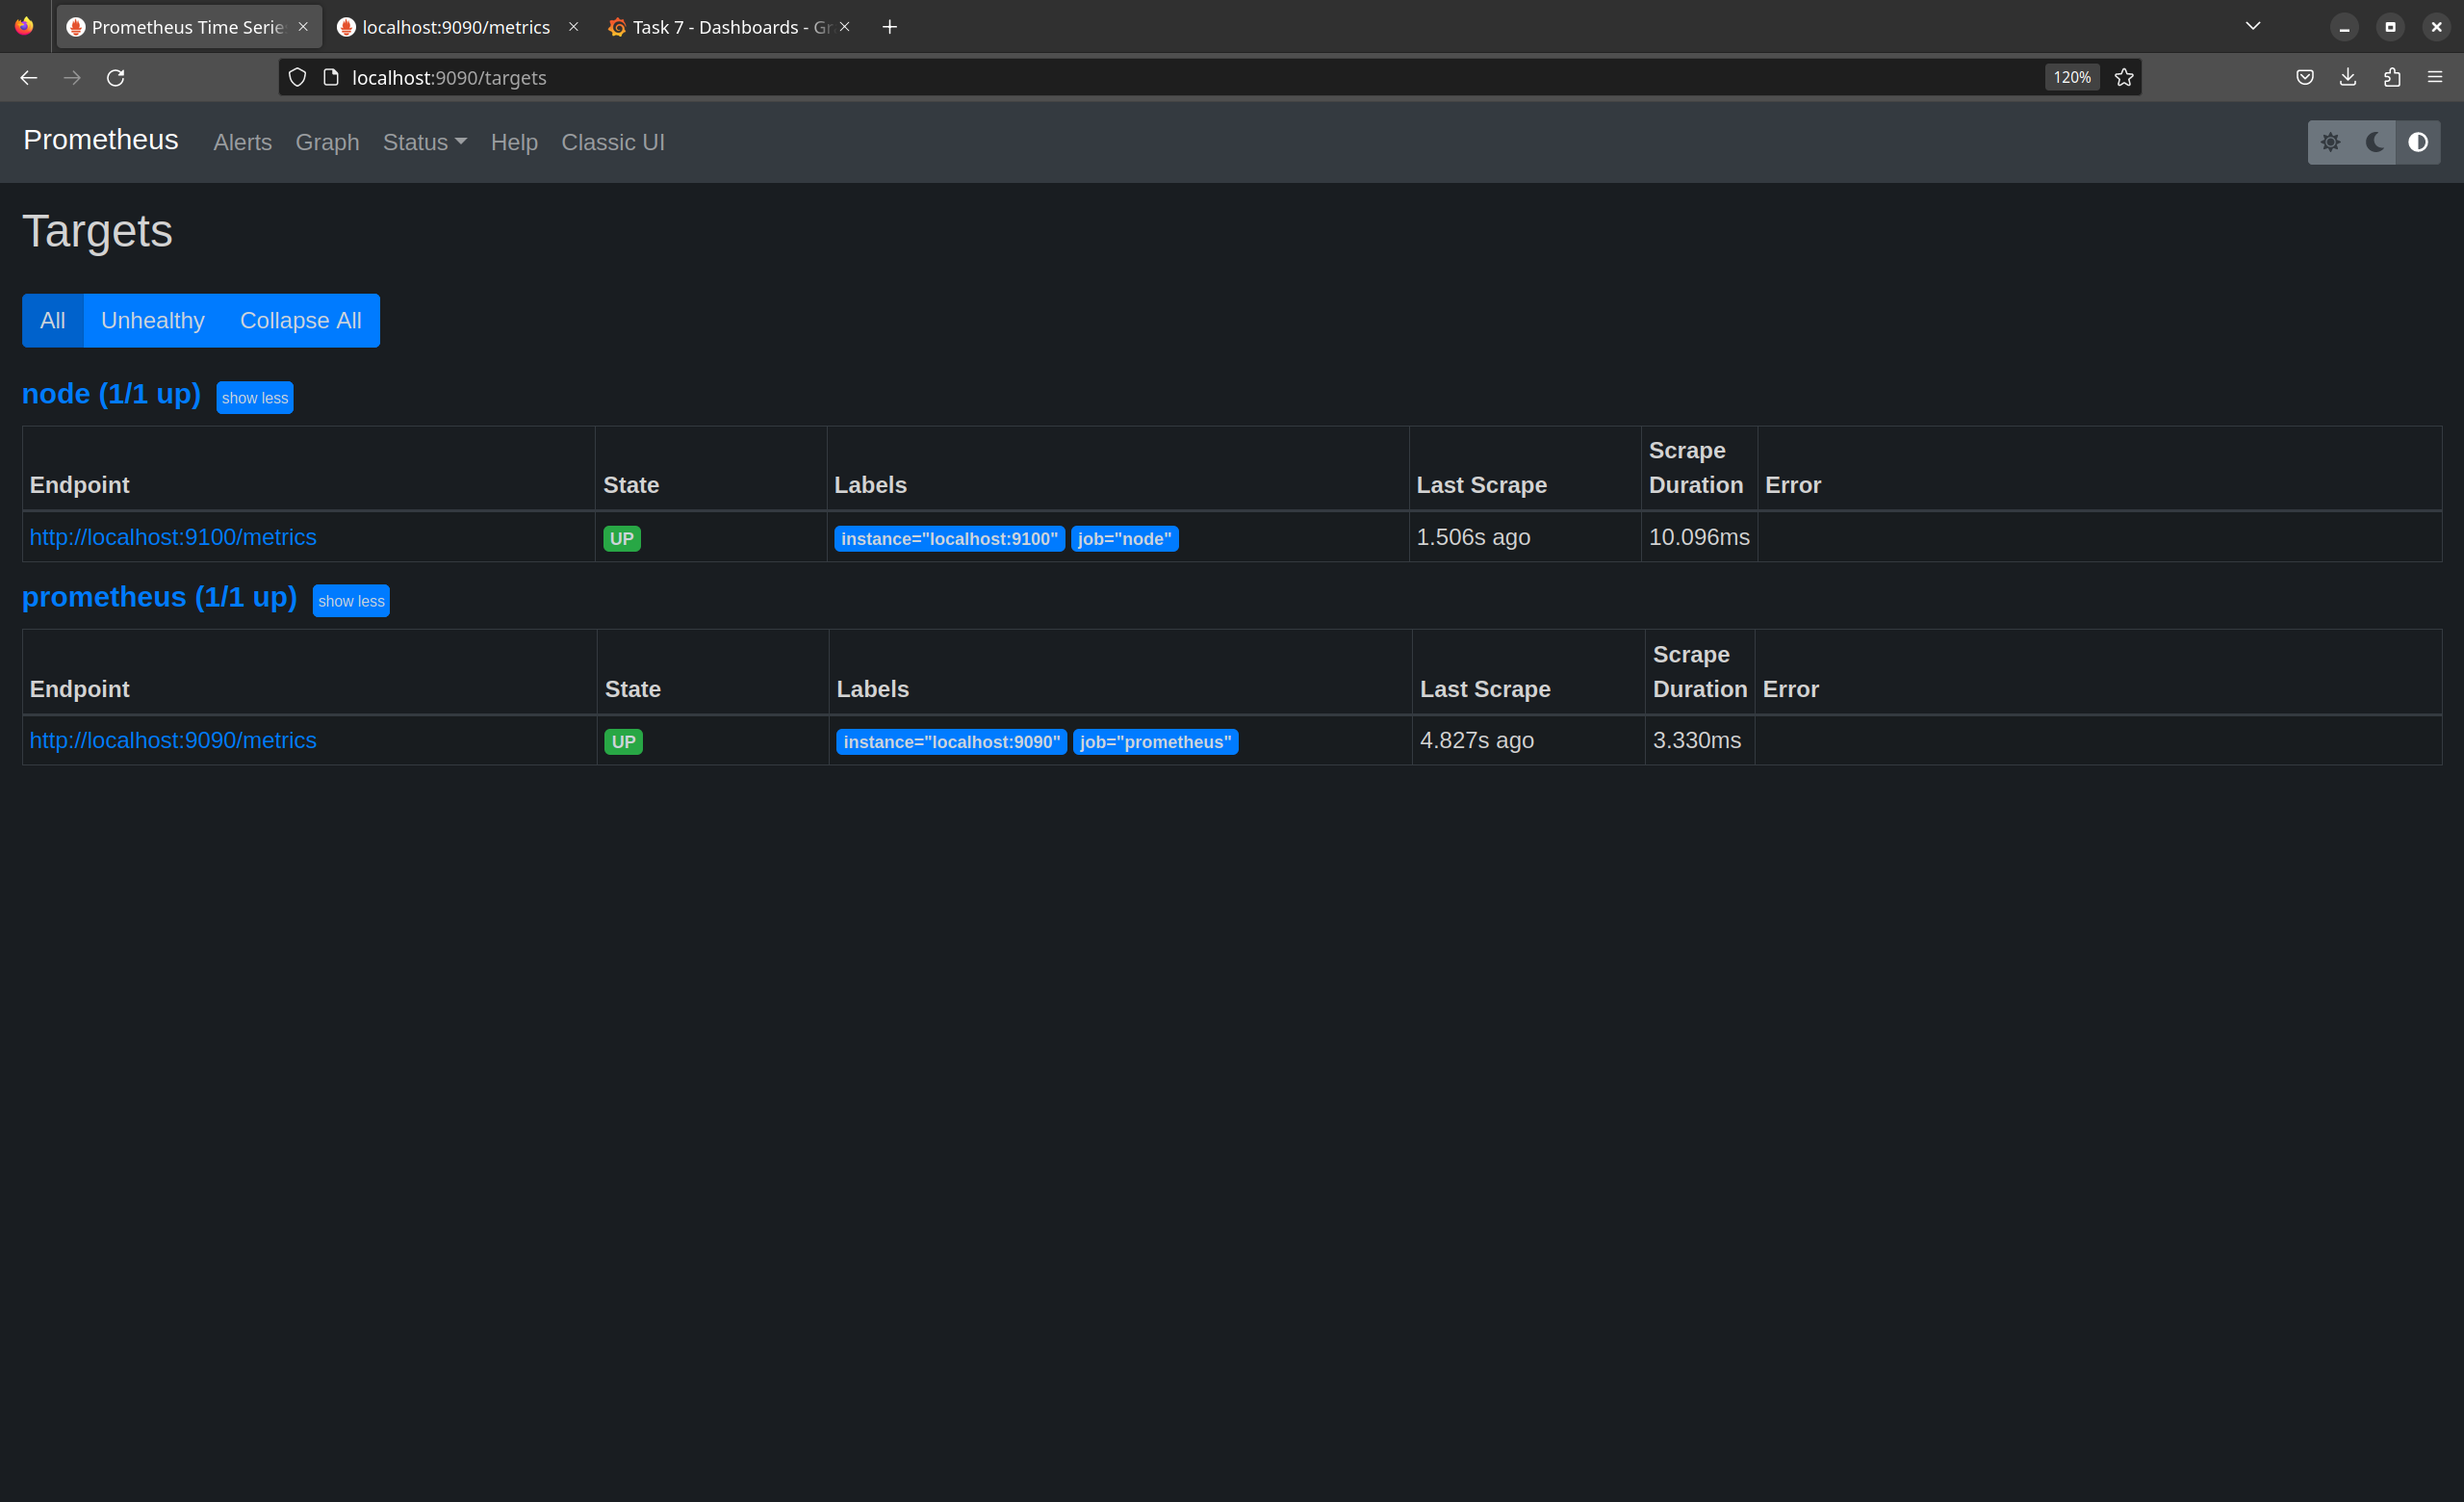 Prometheus Time Serie
localhost:9090/metrics
Task 7 - Dashboards - Gr
localhost:9090/targets
120%
Prometheus Alerts Graph Status Help Classic UI
Targets
All Unhealthy Collapse All
node (1/1 up) show less
Endpoint State Labels Last Scrape Scrape Duration Error
http://localhost:9100/metrics UP instance="localhost:9100" job="node" 1.506s ago 10.096ms
prometheus (1/1 up) show less
Endpoint State Labels Last Scrape Scrape Duration Error
http://localhost:9090/metrics UP instance="localhost:9090" job="prometheus" 4.827s ago 3.330ms